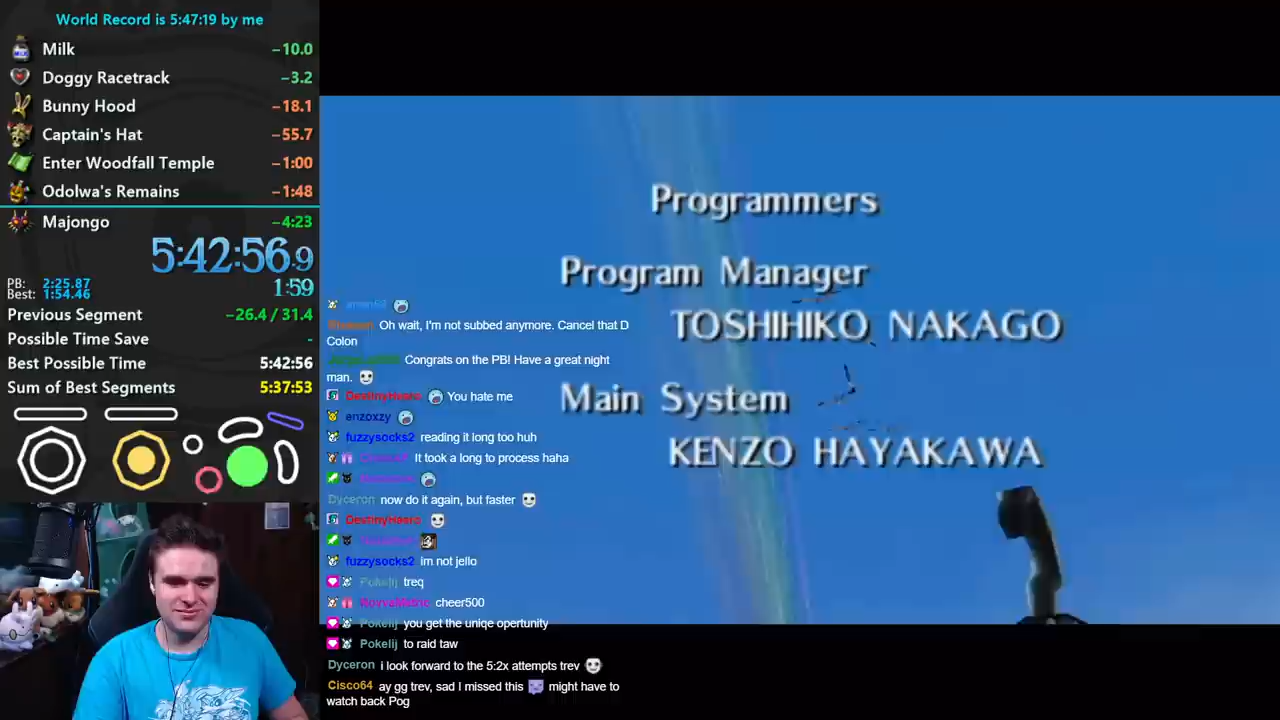 World Record is 5:47:19 by me
Milk -10.0
Doggy Racetrack -3.2
Bunny Hood -18.1
Captain's Hat -55.7
Enter Woodfall Temple -1:00
Odolwa's Remains -1:48
Majongo -4:23
5:42:56.9
PB: 2:25.87
Best: 1:54.46
1:59
Previous Segment -26.4 / 31.4
Possible Time Save -
Best Possible Time 5:42:56
Sum of Best Segments 5:37:53
Programmers
Program Manager
TOSHIHIKO NAKAGO
Main System
KENZO HAYAKAWA
Oh wait, I'm not subbed anymore. Cancel that D
Colon
Congrats on the PB! Have a great night
man.
DestinyHeero You hate me
enzoxzy
fuzzysocks2 reading it long too huh
It took a long to process haha
Dyceron now do it again, but faster
DestinyHeero
fuzzysocks2 im not jello
Pokelij treq
cheer500
Pokelij you get the uniqe opertunity
Pokelij to raid taw
Dyceron i look forward to the 5:2x attempts trev
Cisco64 ay gg trev, sad I missed this might have to
watch back Pog